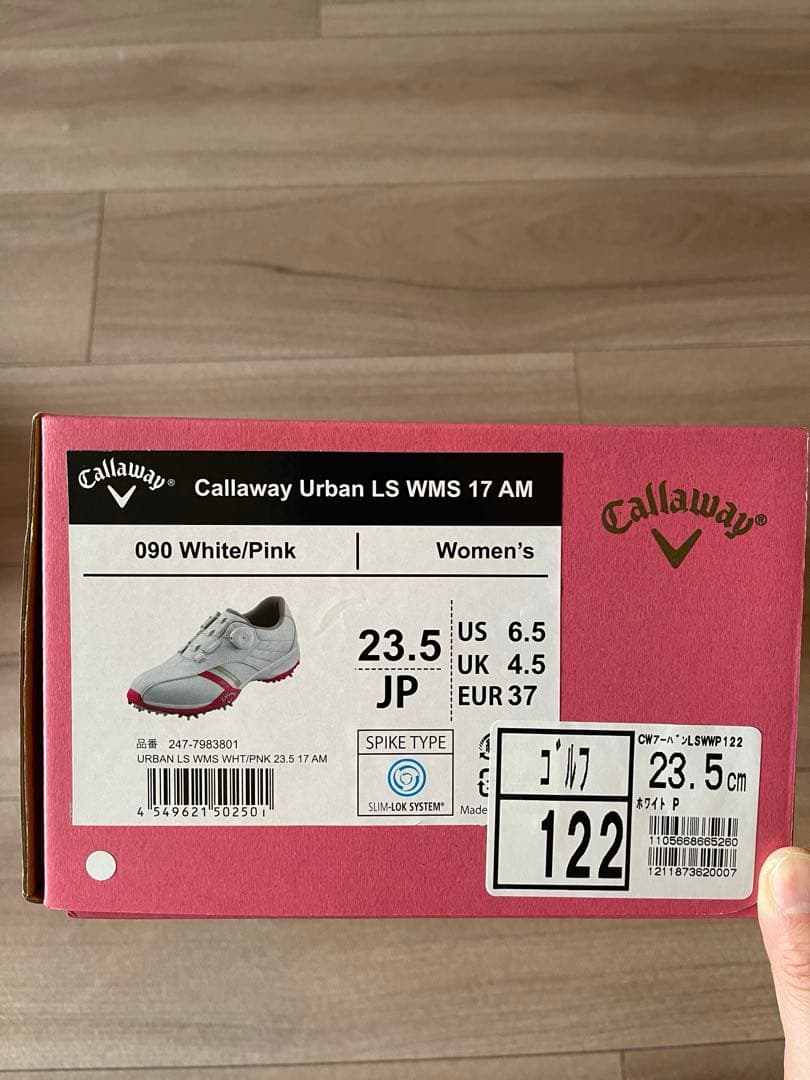 Callaway®
Callaway Urban LS WMS 17 AM
Callaway®
090 White/Pink
Women's
23.5
JP
US 6.5
UK 4.5
EUR 37
品番 247-7983801
URBAN LS WMS WHT/PNK 23.5 17 AM
4 549621 50250
SPIKE TYPE
SLIM-LOK SYSTEM®
Made
ゴルフ
122
CWアーバンLSWWP122
23.5cm
ホワイト P
1105668665260
1211873620007